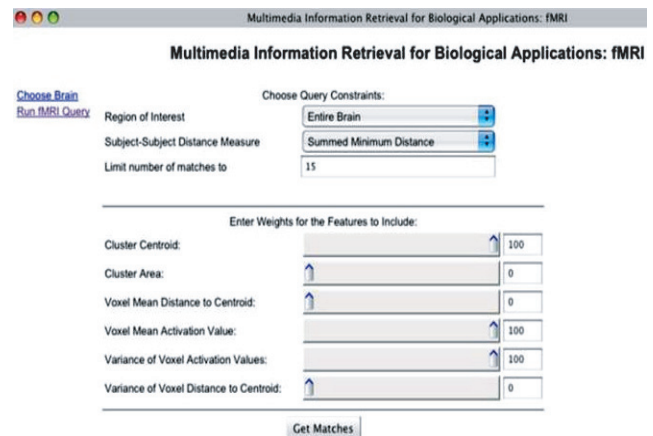 Multimedia Information Retrieval for Biological Applications: fMRI
Multimedia Information Retrieval for Biological Applications: fMRI
Choose Brain
Run fMRI Query
Choose Query Constraints:
Region of Interest Entire Brain
Subject-Subject Distance Measure Summed Minimum Distance
Limit number of matches to 15
Enter Weights for the Features to Include:
Cluster Centroid: 100
Cluster Area: 0
Voxel Mean Distance to Centroid: 0
Voxel Mean Activation Value: 100
Variance of Voxel Activation Values: 100
Variance of Voxel Distance to Centroid: 0
Get Matches